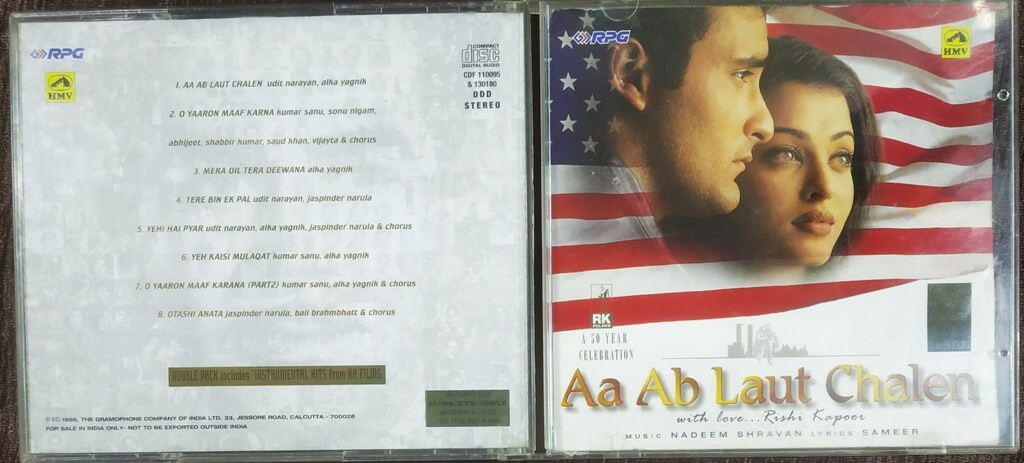 RPG
HMV
COMPACT
disc
DIGITAL AUDIO
CDF 110095
& 130180
DDD
STEREO
1. AA AB LAUT CHALEN udit narayan, alka yagnik
2. O YAARON MAAF KARNA kumar sanu, sonu nigam,
abhijeet, shabbir kumar, saud khan, vijayta & chorus
3. MERA DIL TERA DEEWANA alka yagnik
4. TERE BIN EK PAL udit narayan, jaspinder narula
5. YEHI HAI PYAR udit narayan, alka yagnik, jaspinder narula & chorus
6. YEH KAISI MULAQAT kumar sanu, alka yagnik
7. O YAARON MAAF KARANA (PART2) kumar sanu, alka yagnik & chorus
8. OTASHI ANATA jaspinder narula, bali brahmbhatt & chorus
DOUBLE PACK includes INSTRUMENTAL HITS from RK FILMS
1998, THE GRAMOPHONE COMPANY OF INDIA LTD. 33, JESSORE ROAD, CALCUTTA - 700028
FOR SALE IN INDIA ONLY- NOT TO BE EXPORTED OUTSIDE INDIA
RPG
HMV
RK
FILMS
A 50 YEAR
CELEBRATION
Aa Ab Laut Chalen
with love... Rishi Kapoor
MUSIC NADEEM SHRAVAN LYRICS SAMEER